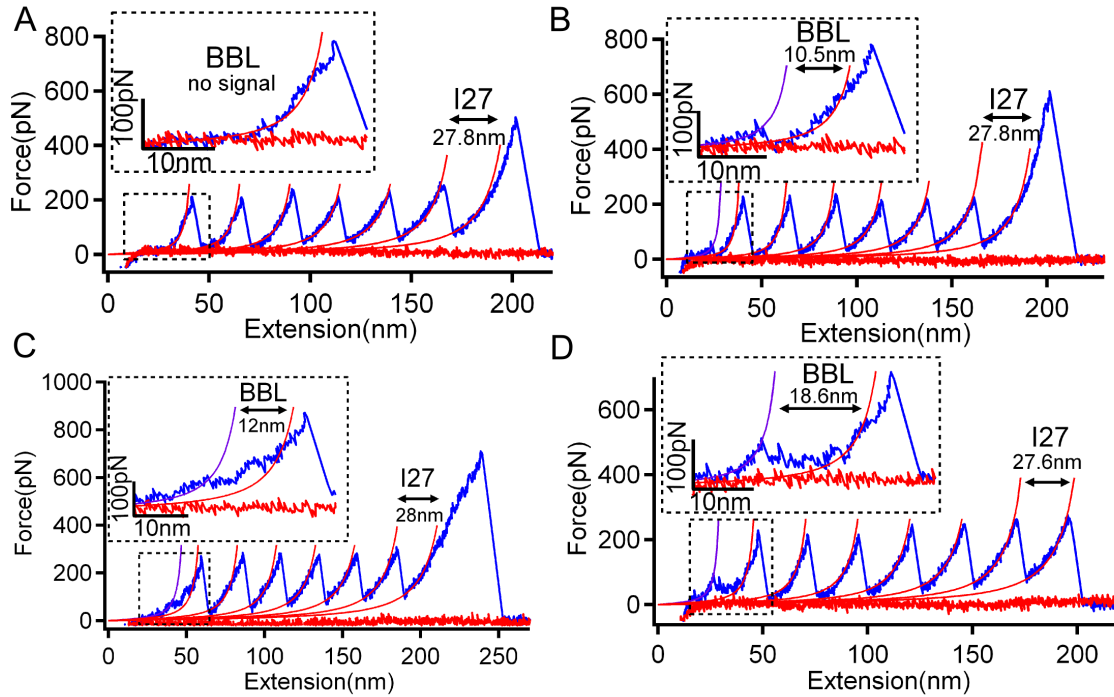 A
BBL
no signal
100pN
10nm
I27
27.8nm
800
600
400
200
0
Force(pN)
0
50
100
150
200
Extension(nm)
B
BBL
10.5nm
100pN
10nm
I27
27.8nm
800
600
400
200
0
Force(pN)
0
50
100
150
200
Extension(nm)
C
BBL
12nm
100pN
10nm
I27
28nm
1000
800
600
400
200
0
Force(pN)
0
50
100
150
200
250
Extension(nm)
D
BBL
18.6nm
100pN
10nm
I27
27.6nm
600
400
200
0
Force(pN)
0
50
100
150
200
Extension(nm)